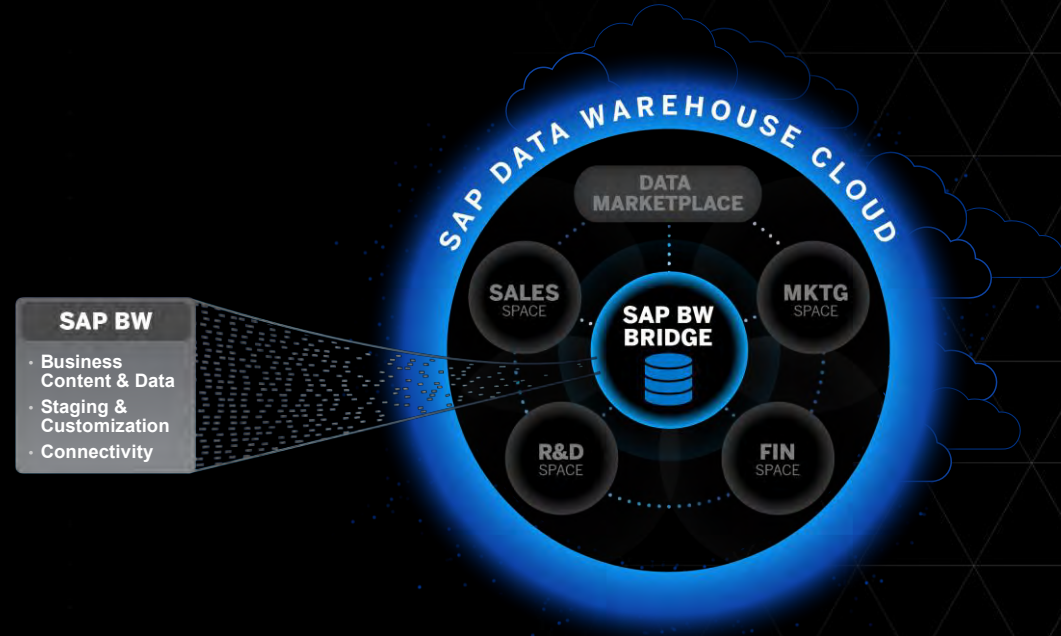 SAP DATA WAREHOUSE CLOUD
DATA
MARKETPLACE
SALES
SPACE
MKTG
SPACE
SAP BW
BRIDGE
SAP BW
· Business
Content & Data
· Staging &
Customization
· Connectivity
R&D
SPACE
FIN
SPACE